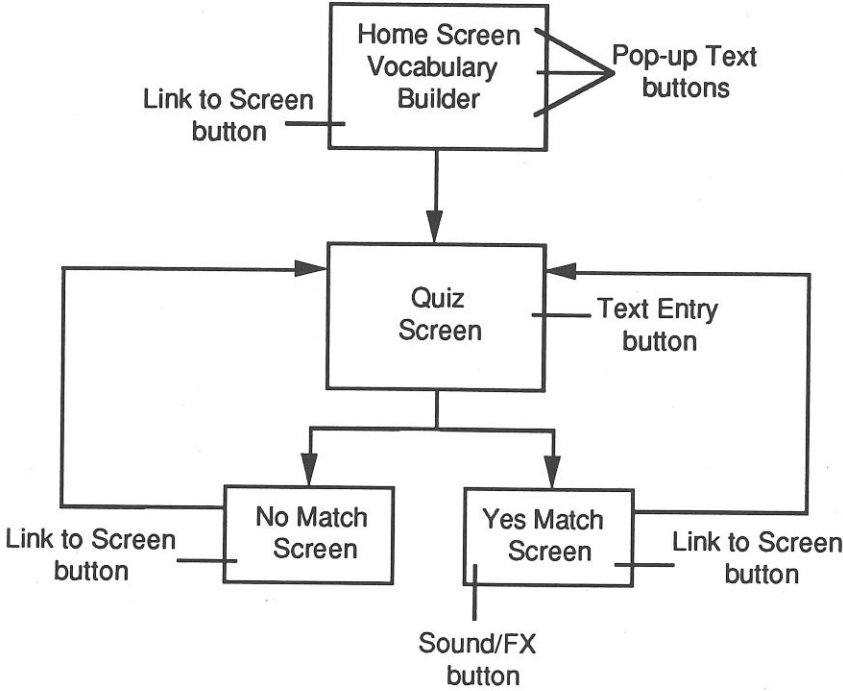 Home Screen
Vocabulary
Builder
Pop-up Text
buttons
Link to Screen
button
Quiz
Screen
Text Entry
button
No Match
Screen
Yes Match
Screen
Link to Screen
button
Link to Screen
button
Sound/FX
button